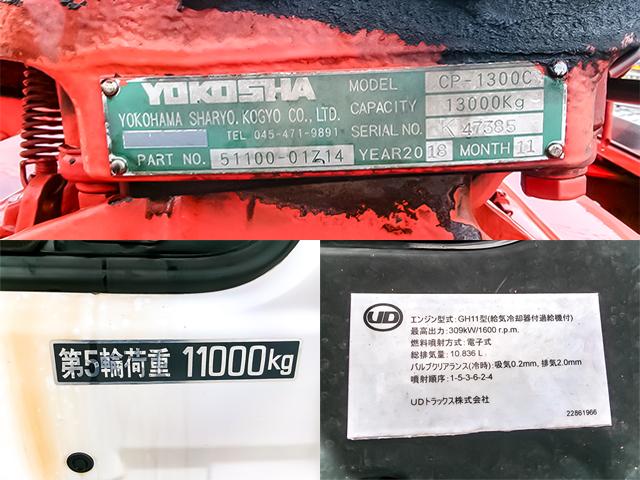 YOKOSHA
YOKOHAMA SHARYO. KOGYO CO., LTD.
TEL 045-471-9891
PART NO. 51100-01Z14
MODEL CP-1300C
CAPACITY 13000Kg
SERIAL NO. K 47385
YEAR20 18 MONTH 11
第5輪荷重 11000kg
UD
エンジン型式 : GH11型(給気冷却器付過給機付)
最高出力: 309kW/1600 r.p.m.
燃料噴射方式: 電子式
総排気量: 10.836 L
バルブクリアランス(冷時): 吸気0.2mm, 排気2.0mm
噴射順序: 1-5-3-6-2-4
UDトラックス株式会社
22861966